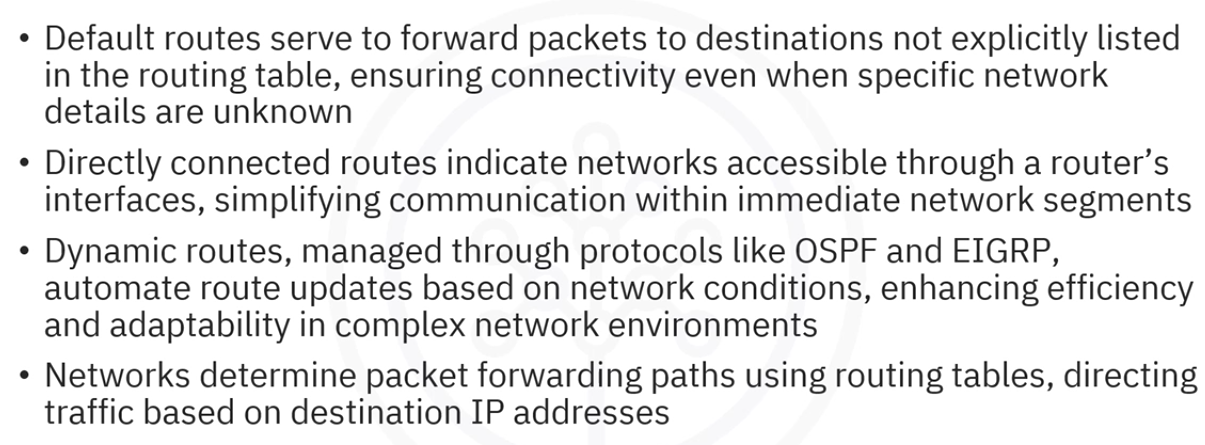 • Default routes serve to forward packets to destinations not explicitly listed
in the routing table, ensuring connectivity even when specific network
details are unknown
• Directly connected routes indicate networks accessible through a router’s
interfaces, simplifying communication within immediate network segments
• Dynamic routes, managed through protocols like OSPF and EIGRP,
automate route updates based on network conditions, enhancing efficiency
and adaptability in complex network environments
• Networks determine packet forwarding paths using routing tables, directing
traffic based on destination IP addresses